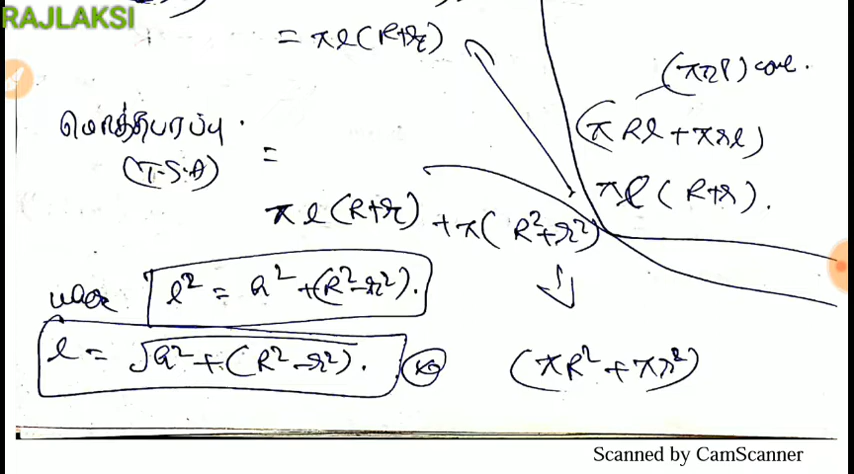 RAJLAKSI
= πl(R+r)
(πrl) cone.
(πRl + πrl)
πl (R+r).
மொத்தபரப்பு.
(T.S.A)
=
πl(R+r) + π(R²+r²)
l² = h² + (R²-r²).
l = √h² + (R²-r²).
(πR² + πr²)
Scanned by CamScanner